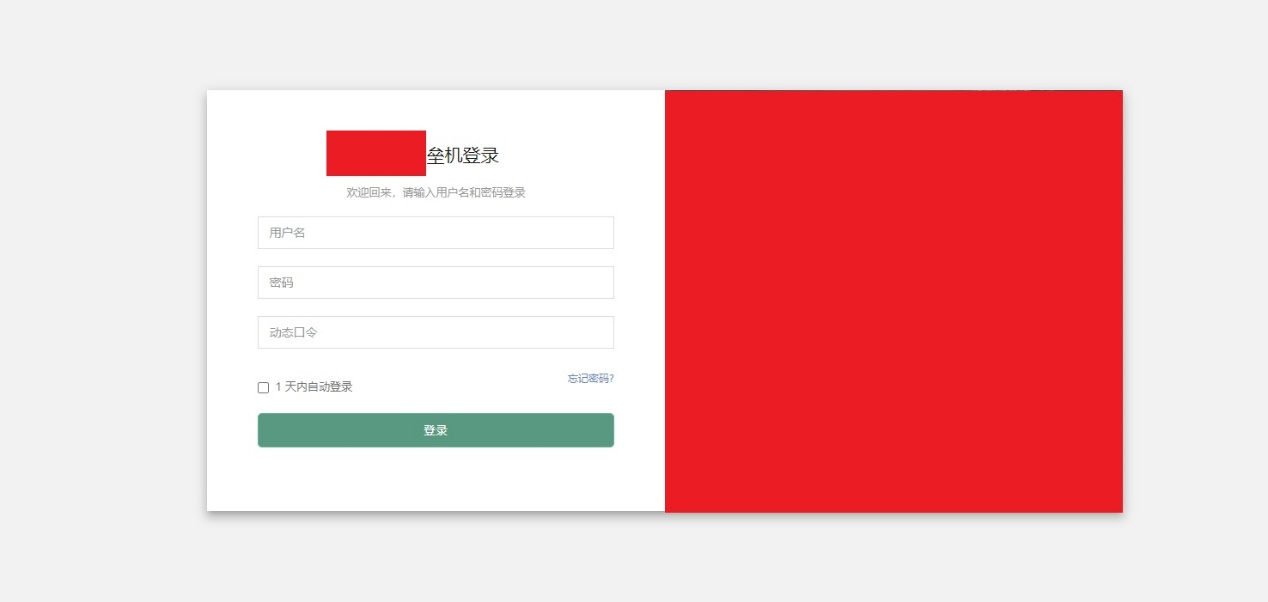 垒机登录
欢迎回来，请输入用户名和密码登录
用户名
密码
动态口令
1 天内自动登录
忘记密码?
登录